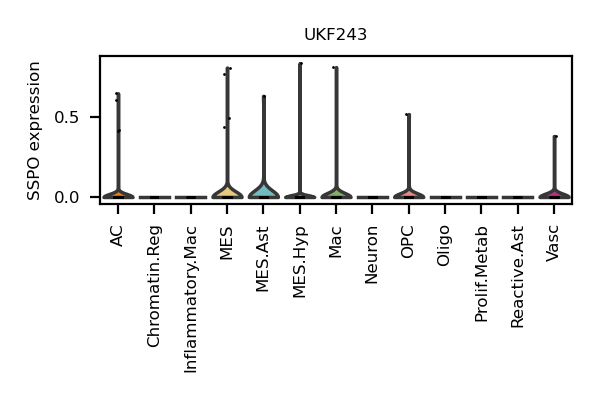 UKF243
SSPO expression
0.5
0.0
AC
Chromatin.Reg
Inflammatory.Mac
MES
MES.Ast
MES.Hyp
Mac
Neuron
OPC
Oligo
Prolif.Metab
Reactive.Ast
Vasc